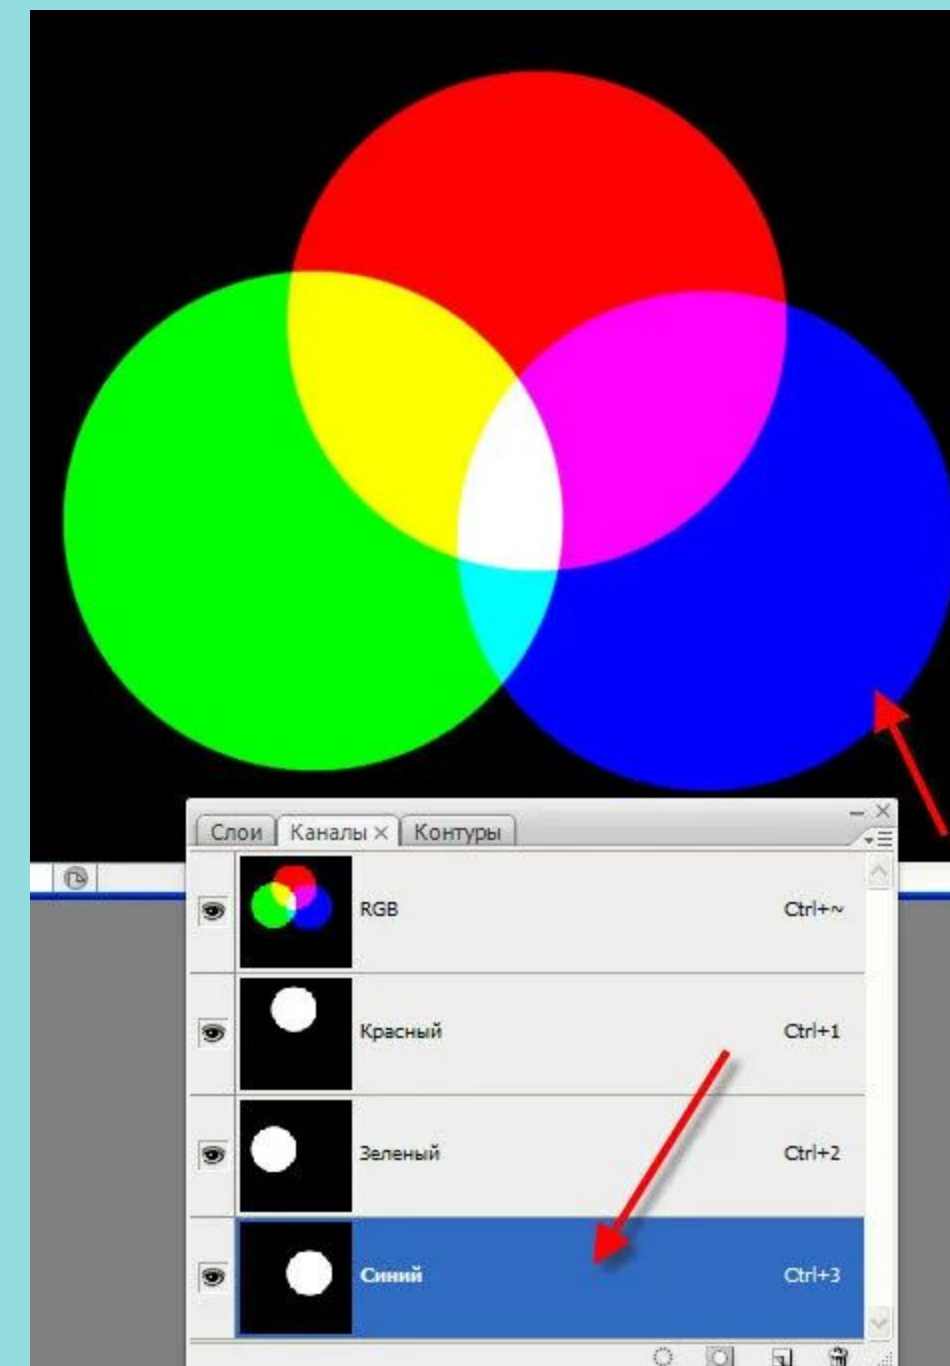 Слои Каналы Контуры
RGB Ctrl+~
Красный Ctrl+1
Зеленый Ctrl+2
Синий Ctrl+3